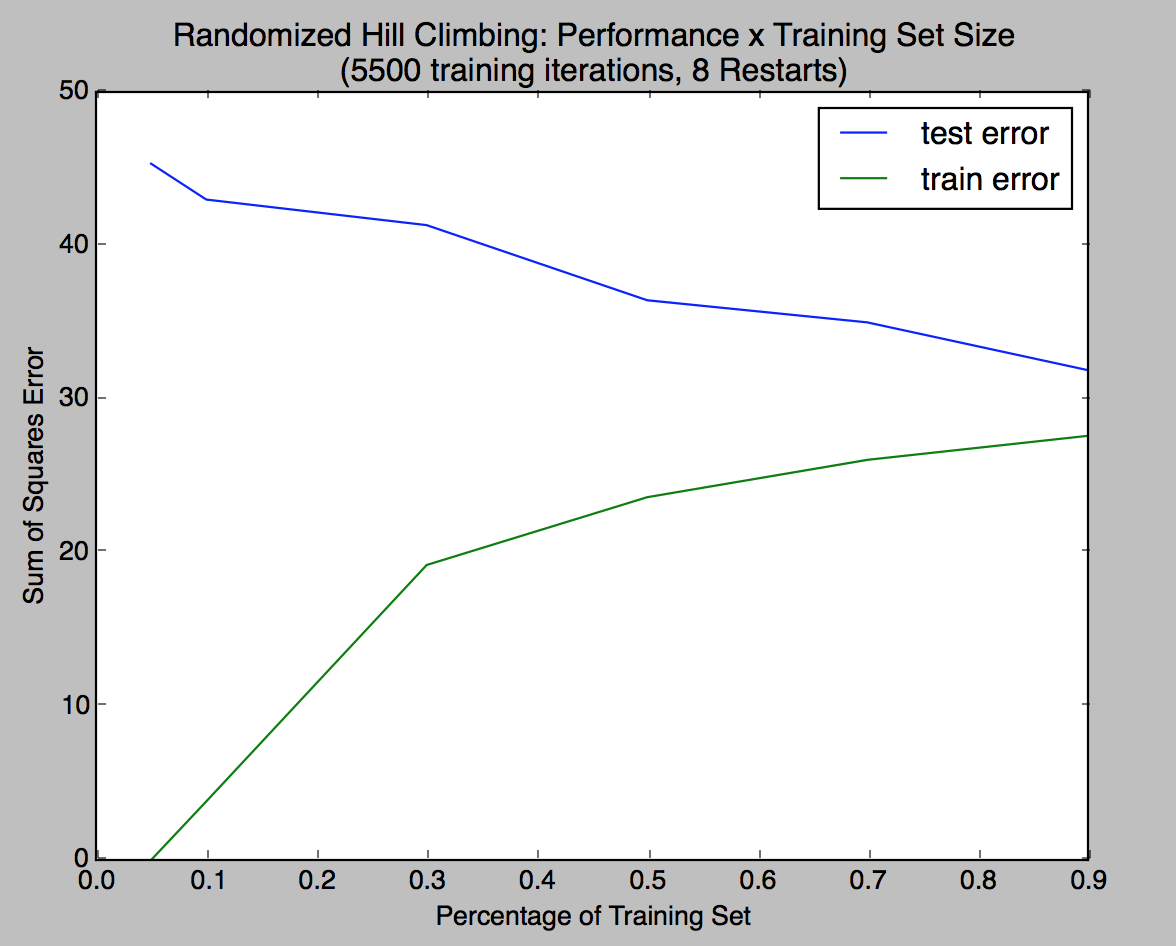 Randomized Hill Climbing: Performance x Training Set Size
(5500 training iterations, 8 Restarts)
50
40
30
20
10
0
Sum of Squares Error
test error
train error
0.0 0.1 0.2 0.3 0.4 0.5 0.6 0.7 0.8 0.9
Percentage of Training Set